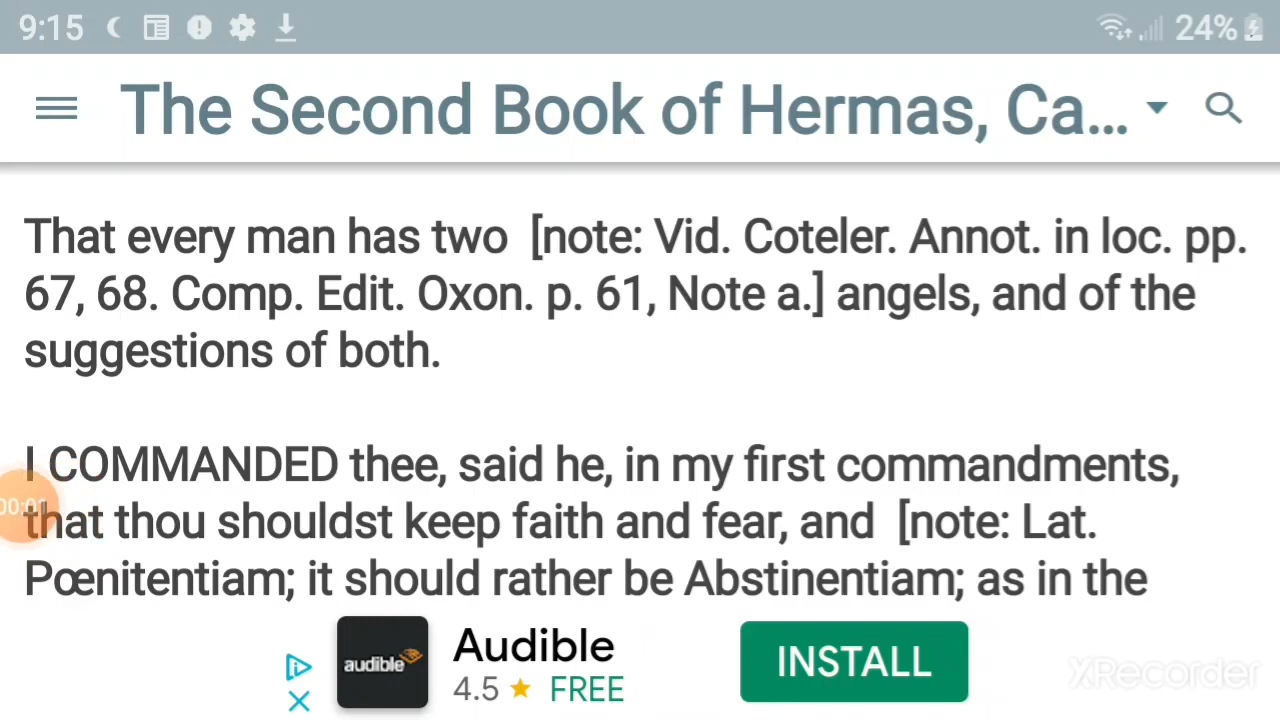 9:15 24%
The Second Book of Hermas, Ca...
That every man has two [note: Vid. Coteler. Annot. in loc. pp.
67, 68. Comp. Edit. Oxon. p. 61, Note a.] angels, and of the
suggestions of both.
I COMMANDED thee, said he, in my first commandments,
00:01
that thou shouldst keep faith and fear, and [note: Lat.
Pœnitentiam; it should rather be Abstinentiam; as in the
audible
Audible
4.5 ★ FREE
INSTALL
XRecorder